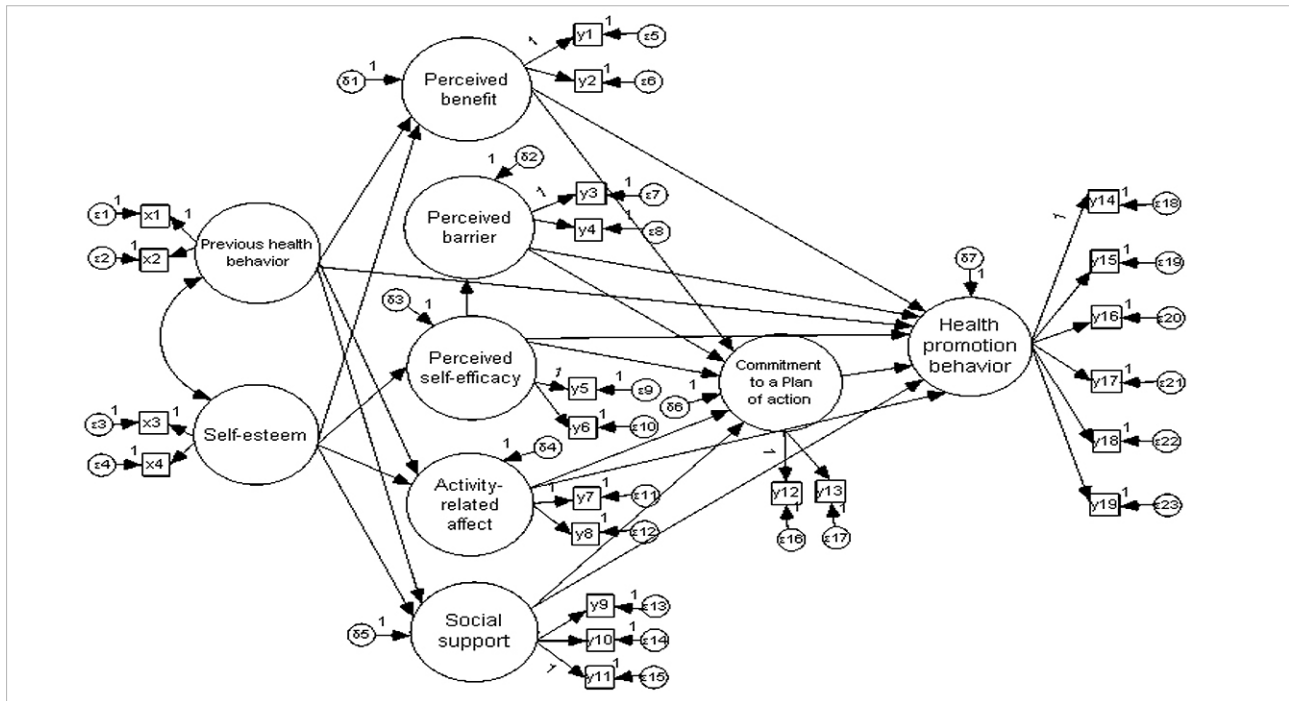 1
y1
1
ε5
1
y2
1
ε6
δ1
1
Perceived
benefit
δ2
1
1
y3
1
ε7
y4
1
ε8
Perceived
barrier
ε1
1
x1
1
ε2
1
x2
Previous health
behavior
δ3
1
Perceived
self-efficacy
1
y5
1
ε9
y6
1
ε10
ε3
1
x3
1
ε4
1
x4
Self-esteem
δ4
1
Activity-
related
affect
1
y7
1
ε11
y8
1
ε12
δ5
1
Social
support
y9
1
ε13
y10
1
ε14
1
y11
1
ε15
Commitment
to a Plan
of action
1
δ6
1
y12
y13
1
1
ε16
ε17
δ7
1
Health
promotion
behavior
1
y14
1
ε18
y15
1
ε19
y16
1
ε20
y17
1
ε21
y18
1
ε22
y19
1
ε23